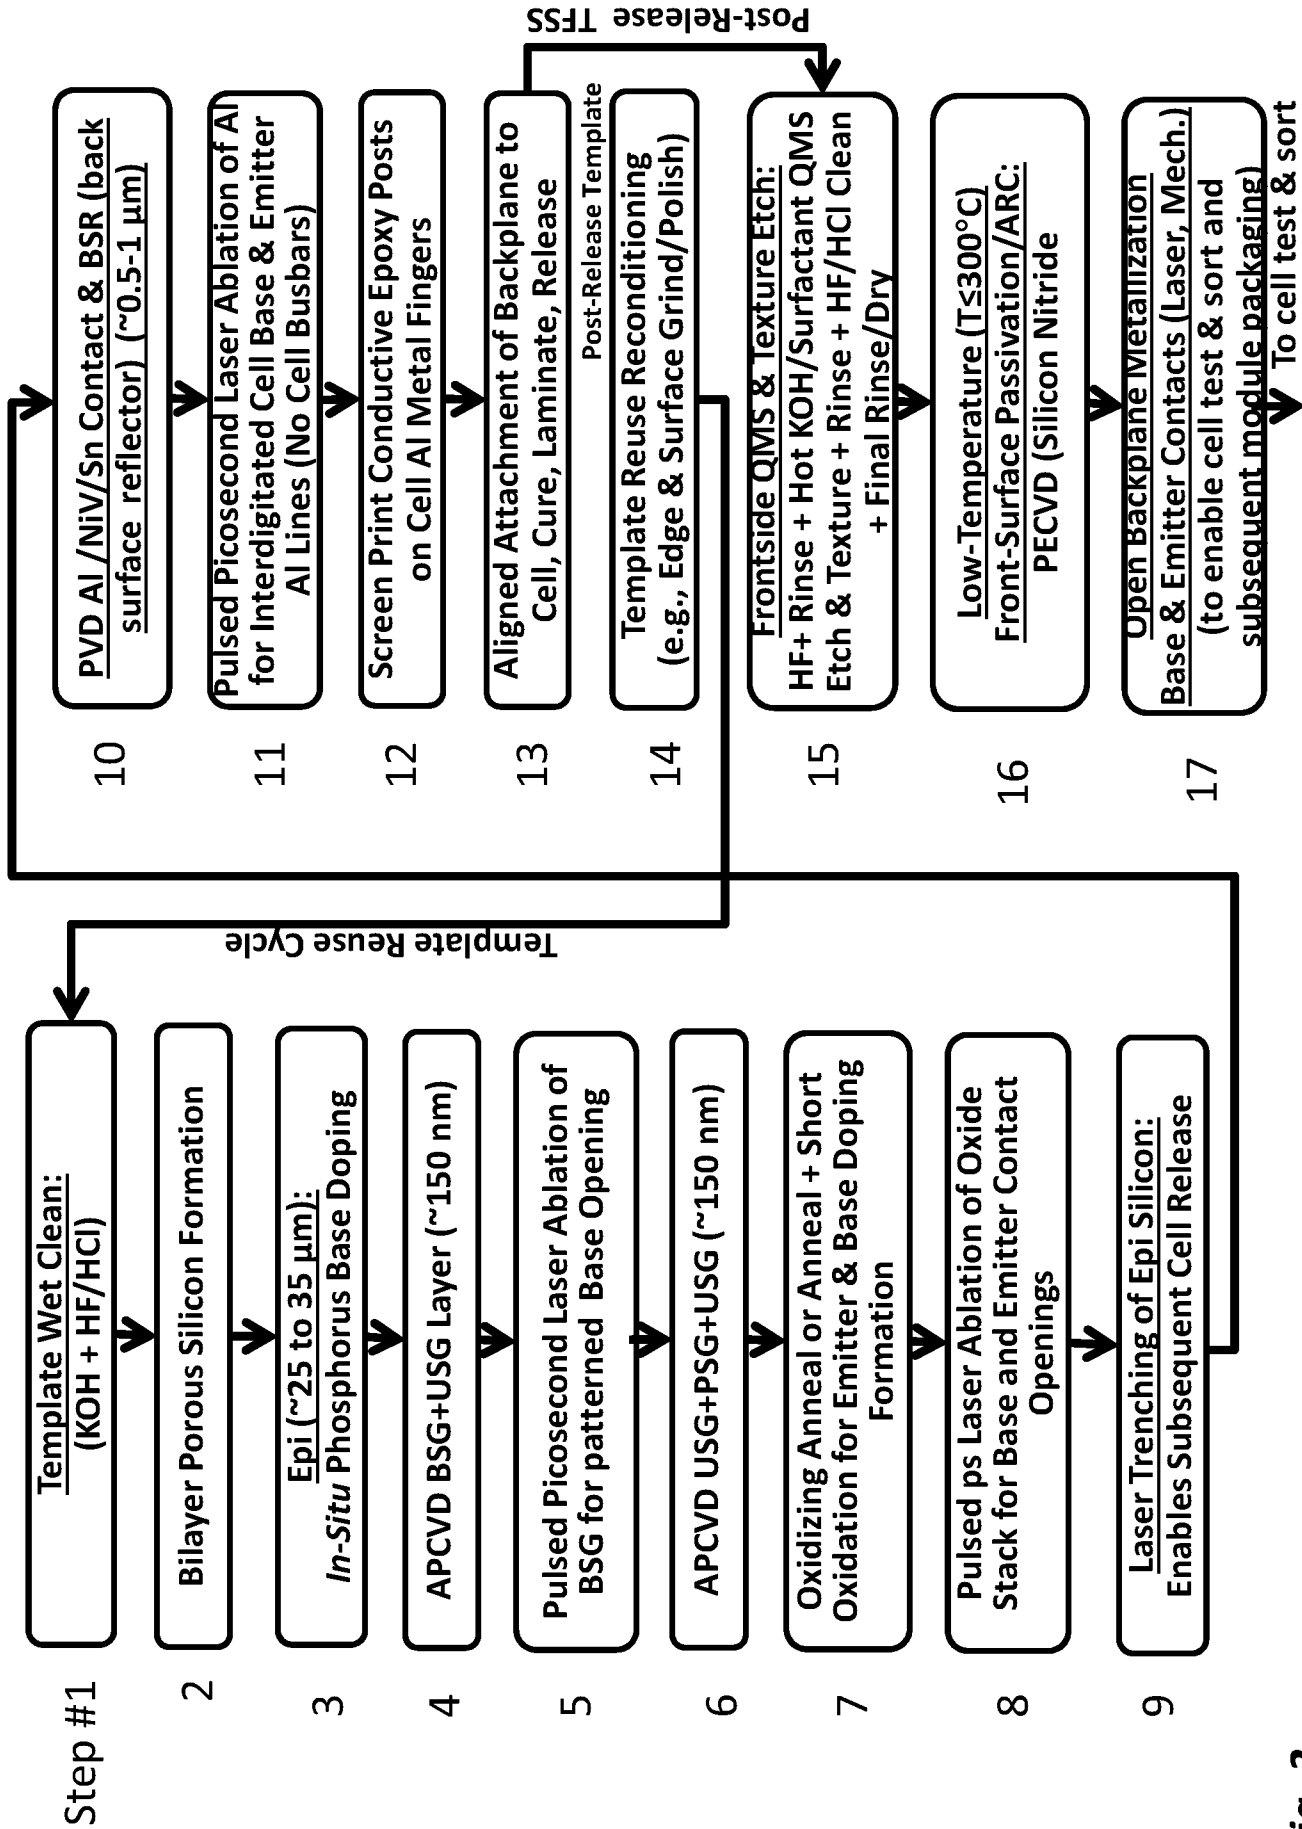 Step #1
Template Wet Clean:
(KOH + HF/HCl)
2
Bilayer Porous Silicon Formation
3
Epi (~25 to 35 µm):
In-Situ Phosphorus Base Doping
4
APCVD BSG+USG Layer (~150 nm)
5
Pulsed Picosecond Laser Ablation of
BSG for patterned Base Opening
6
APCVD USG+PSG+USG (~150 nm)
7
Oxidizing Anneal or Anneal + Short
Oxidation for Emitter & Base Doping
Formation
8
Pulsed ps Laser Ablation of Oxide
Stack for Base and Emitter Contact
Openings
9
Laser Trenching of Epi Silicon:
Enables Subsequent Cell Release
Template Reuse Cycle
10
PVD Al /NiV/Sn Contact & BSR (back
surface reflector) (~0.5-1 µm)
11
Pulsed Picosecond Laser Ablation of Al
for Interdigitated Cell Base & Emitter
Al Lines (No Cell Busbars)
12
Screen Print Conductive Epoxy Posts
on Cell Al Metal Fingers
13
Aligned Attachment of Backplane to
Cell, Cure, Laminate, Release
Post-Release Template
14
Template Reuse Reconditioning
(e.g., Edge & Surface Grind/Polish)
Post-Release TFSS
15
Frontside QMS & Texture Etch:
HF+ Rinse + Hot KOH/Surfactant QMS
Etch & Texture + Rinse + HF/HCl Clean
+ Final Rinse/Dry
16
Low-Temperature (T≤300°C)
Front-Surface Passivation/ARC:
PECVD (Silicon Nitride
17
Open Backplane Metallization
Base & Emitter Contacts (Laser, Mech.)
(to enable cell test & sort and
subsequent module packaging)
To cell test & sort